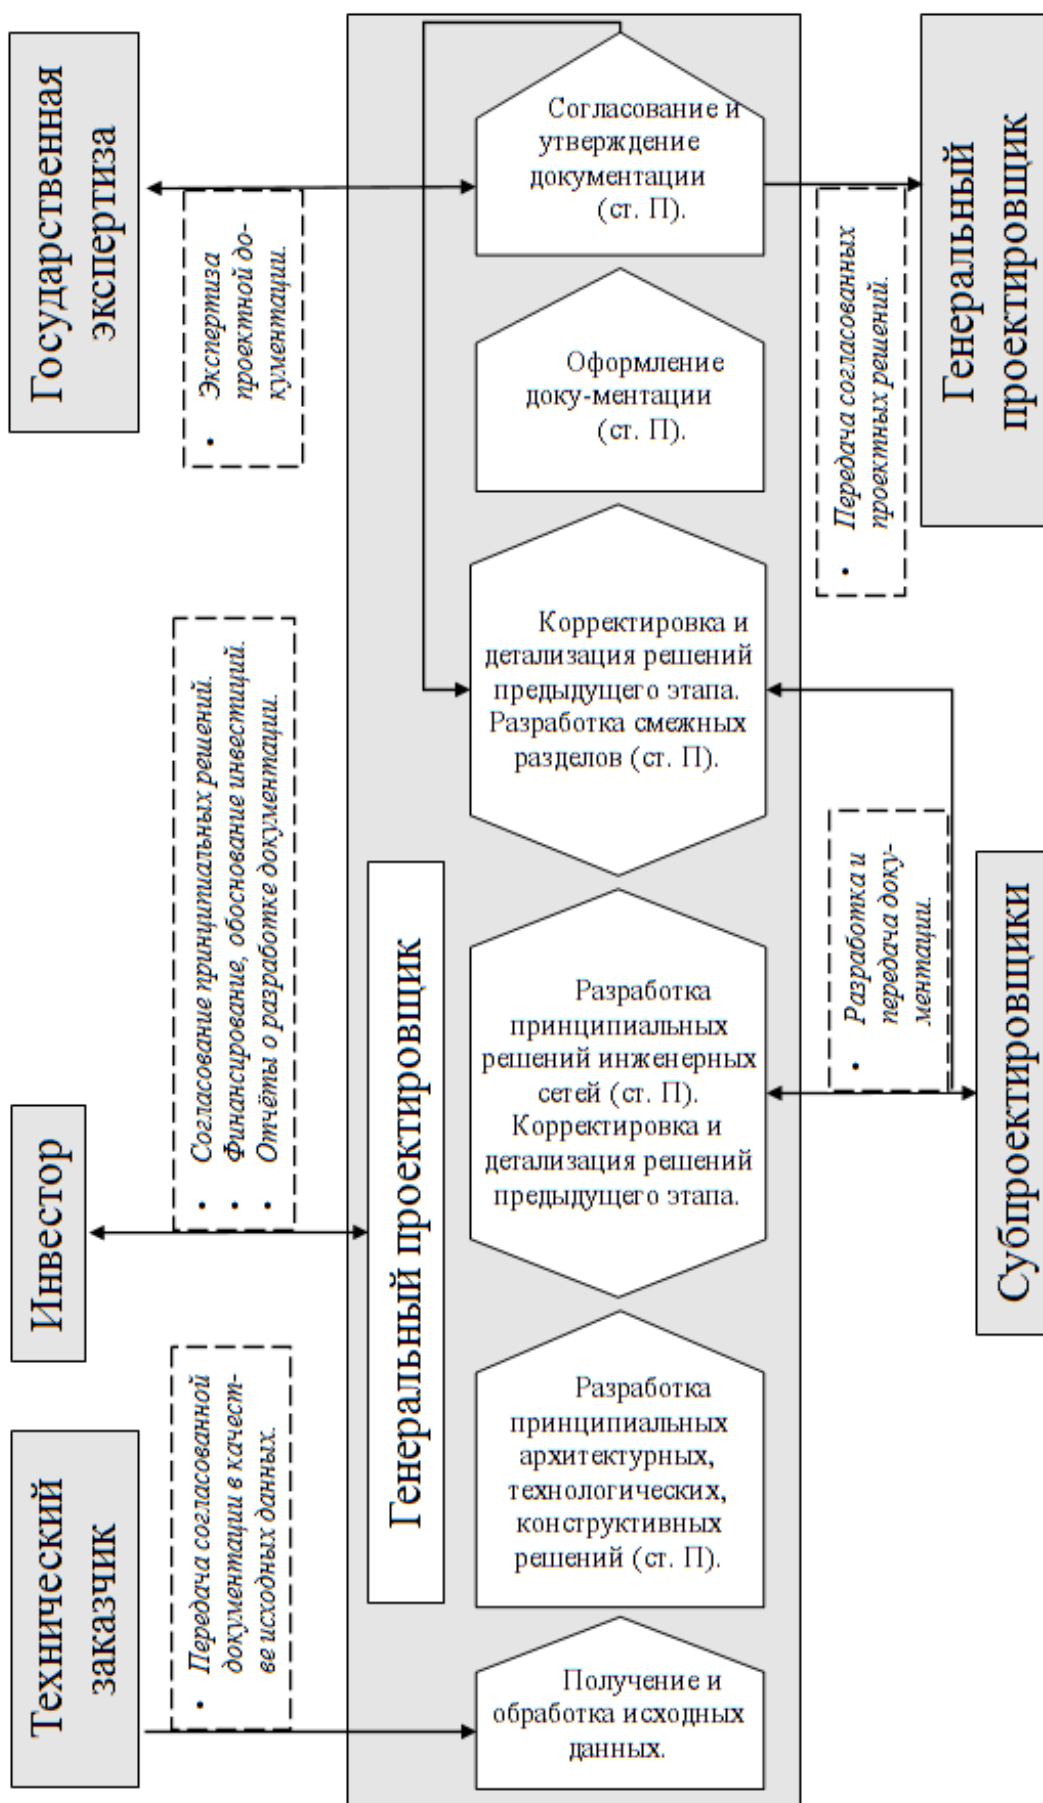 Государственная
экспертиза
Инвестор
Технический
заказчик
• Экспертиза
проектной до-
кументации.
• Согласование принципиальных решений.
• Финансирование, обоснование инвестиций.
• Отчёты о разработке документации.
• Передача согласованной
документации в качест-
ве исходных данных.
Генеральный проектировщик
Согласование и
утверждение
документации
(ст. П).
Оформление
доку-ментации
(ст. П).
Корректировка и
детализация решений
предыдущего этапа.
Разработка смежных
разделов (ст. П).
Разработка
принципиальных
решений инженерных
сетей (ст. П).
Корректировка и
детализация решений
предыдущего этапа.
Разработка
принципиальных
архитектурных,
технологических,
конструктивных
решений (ст. П).
Получение и
обработка исходных
данных.
• Передача согласованных
проектных решений.
• Разработка и
передача доку-
ментации.
Генеральный
проектировщик
Субпроектировщики